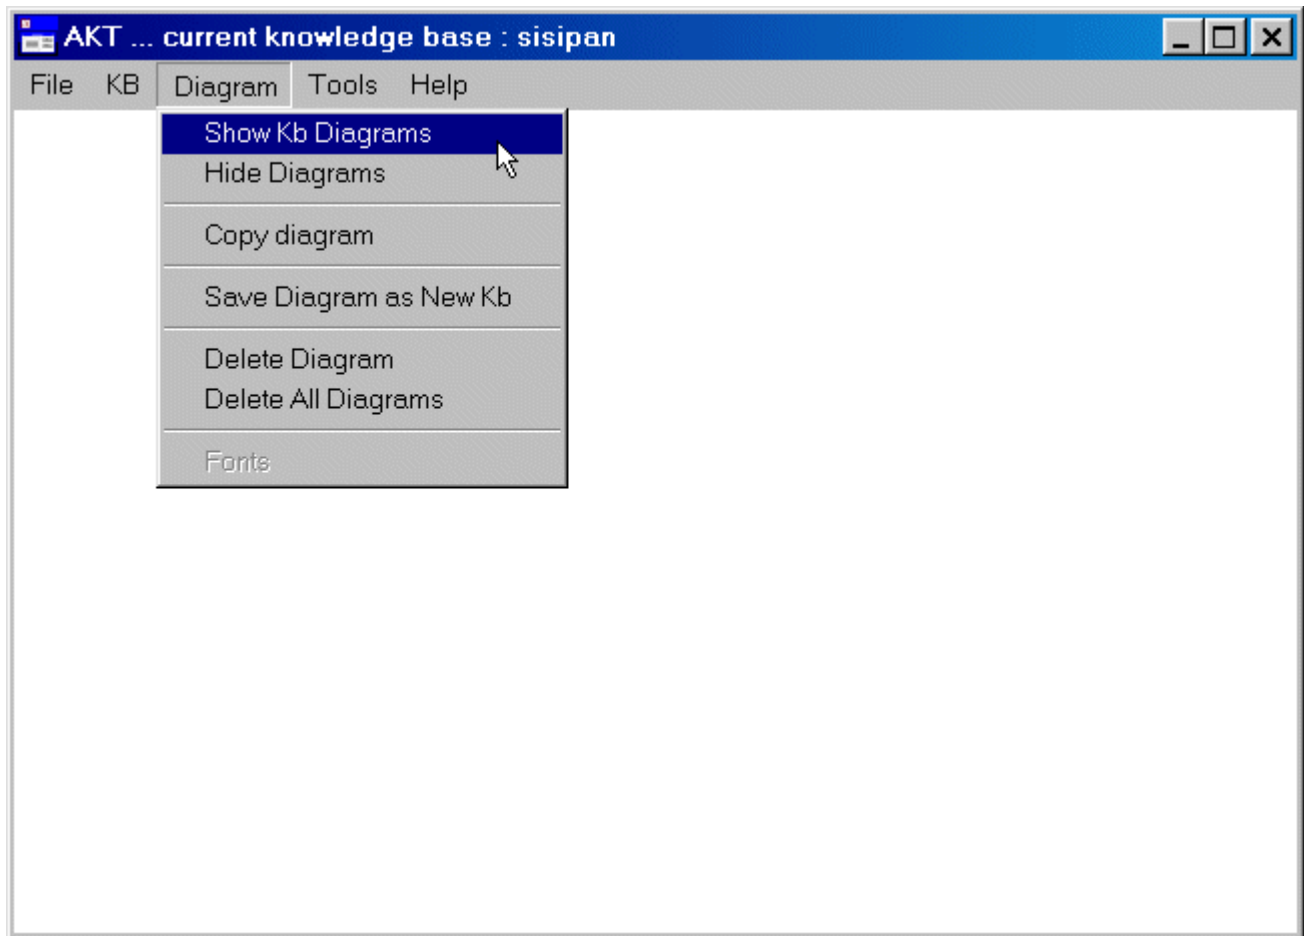 AKT ... current knowledge base : sisipan
File KB Diagram Tools Help
Show Kb Diagrams
Hide Diagrams
Copy diagram
Save Diagram as New Kb
Delete Diagram
Delete All Diagrams
Fonts